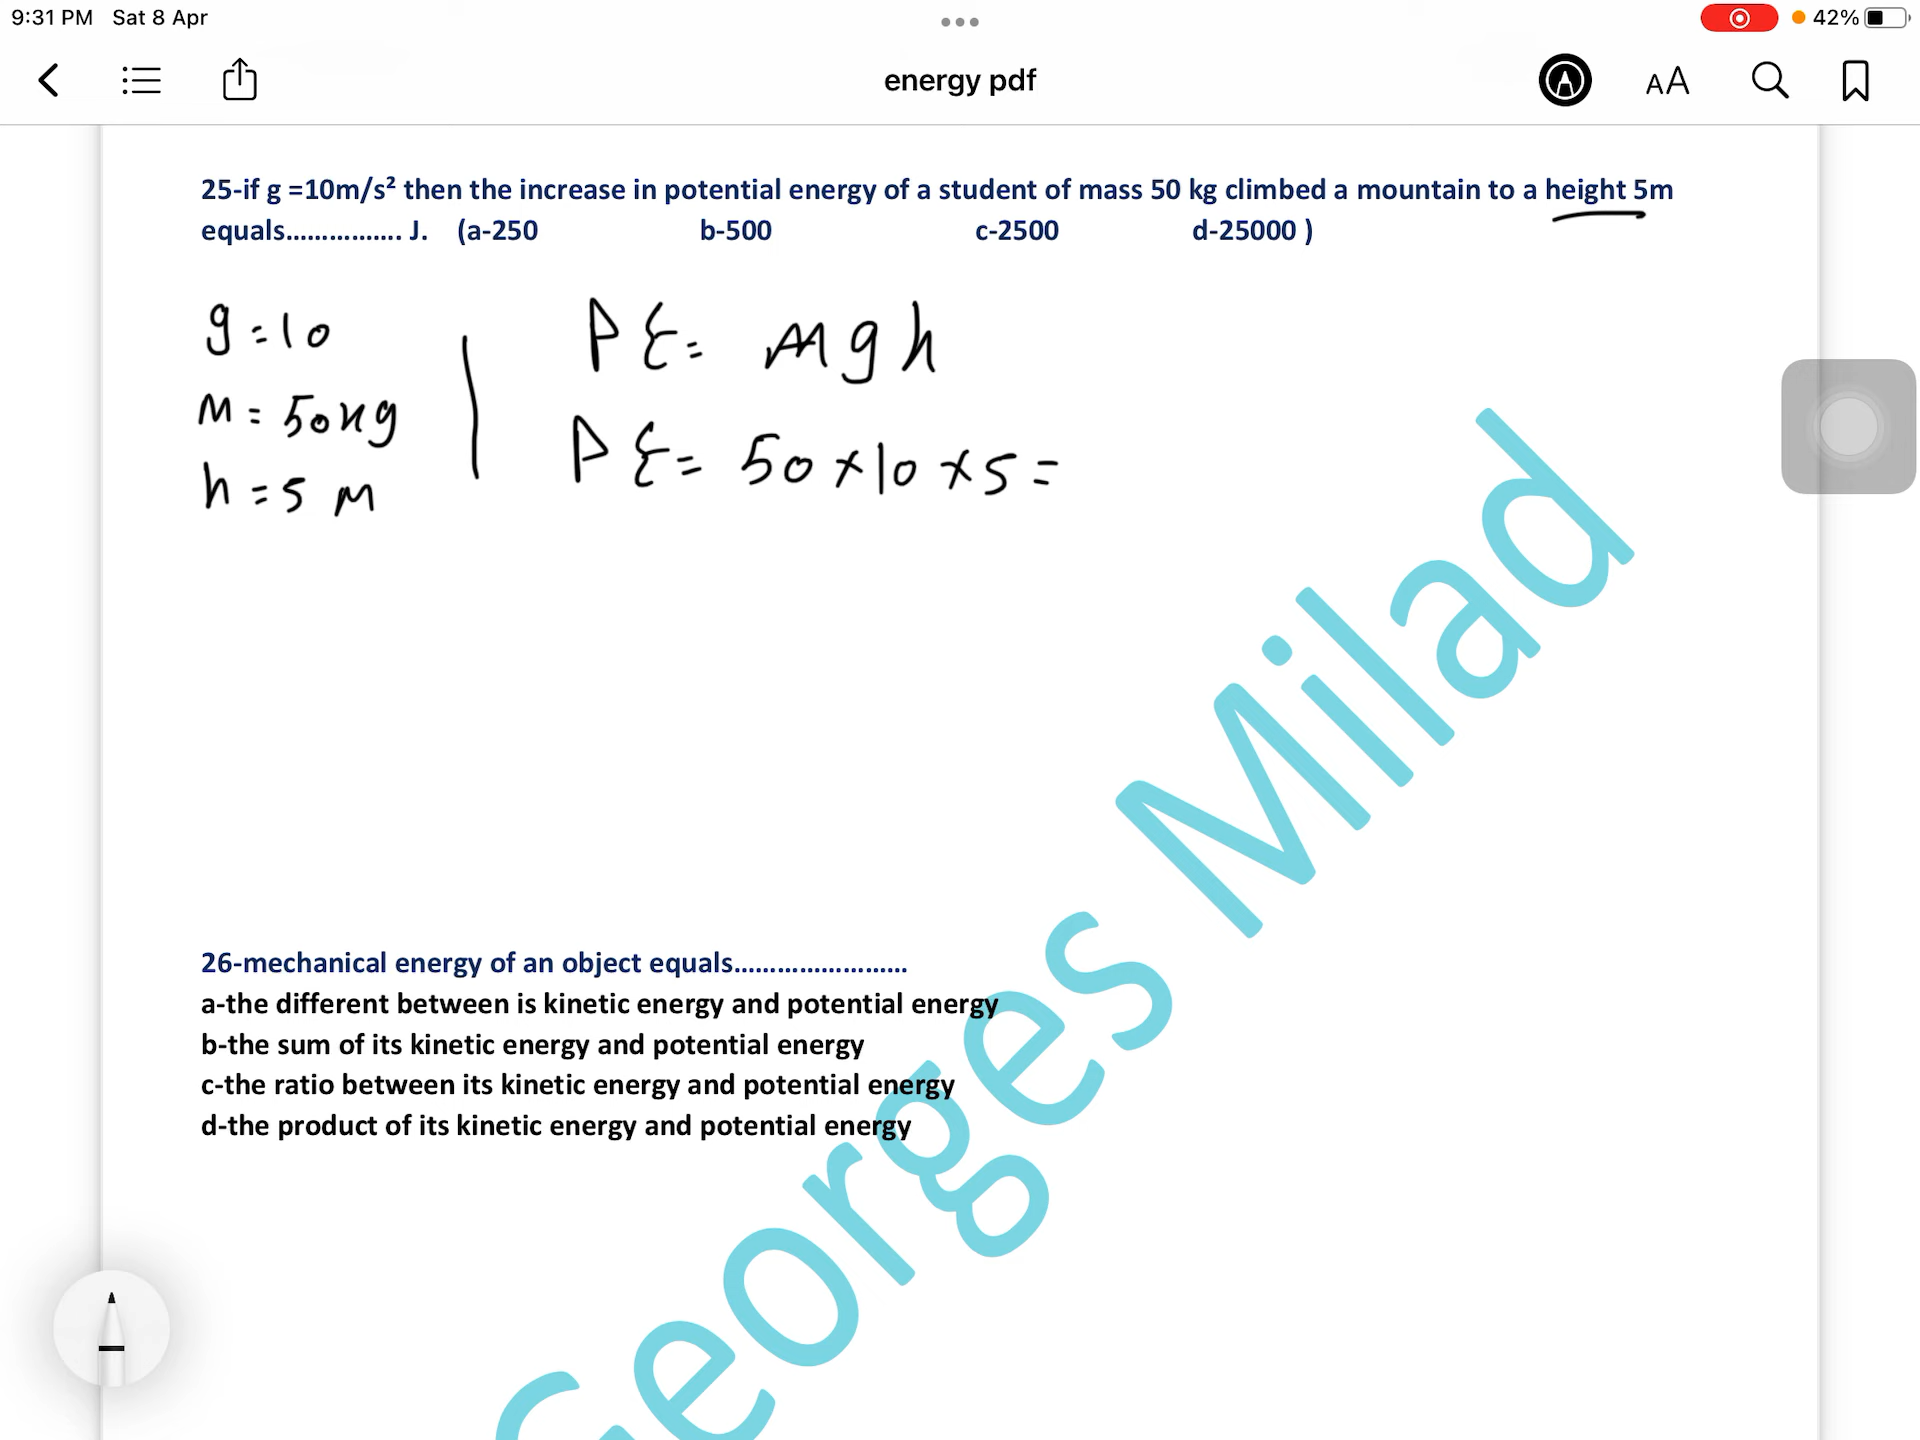 9:31 PM Sat 8 Apr
42%
energy pdf
AA
25-if g =10m/s² then the increase in potential energy of a student of mass 50 kg climbed a mountain to a height 5m
equals................ J. (a-250 b-500 c-2500 d-25000 )
g=10
M=50kg
h=5 M
PE= mgh
PE= 50×10×5=
26-mechanical energy of an object equals........................
a-the different between is kinetic energy and potential energy
b-the sum of its kinetic energy and potential energy
c-the ratio between its kinetic energy and potential energy
d-the product of its kinetic energy and potential energy
Georges Milad